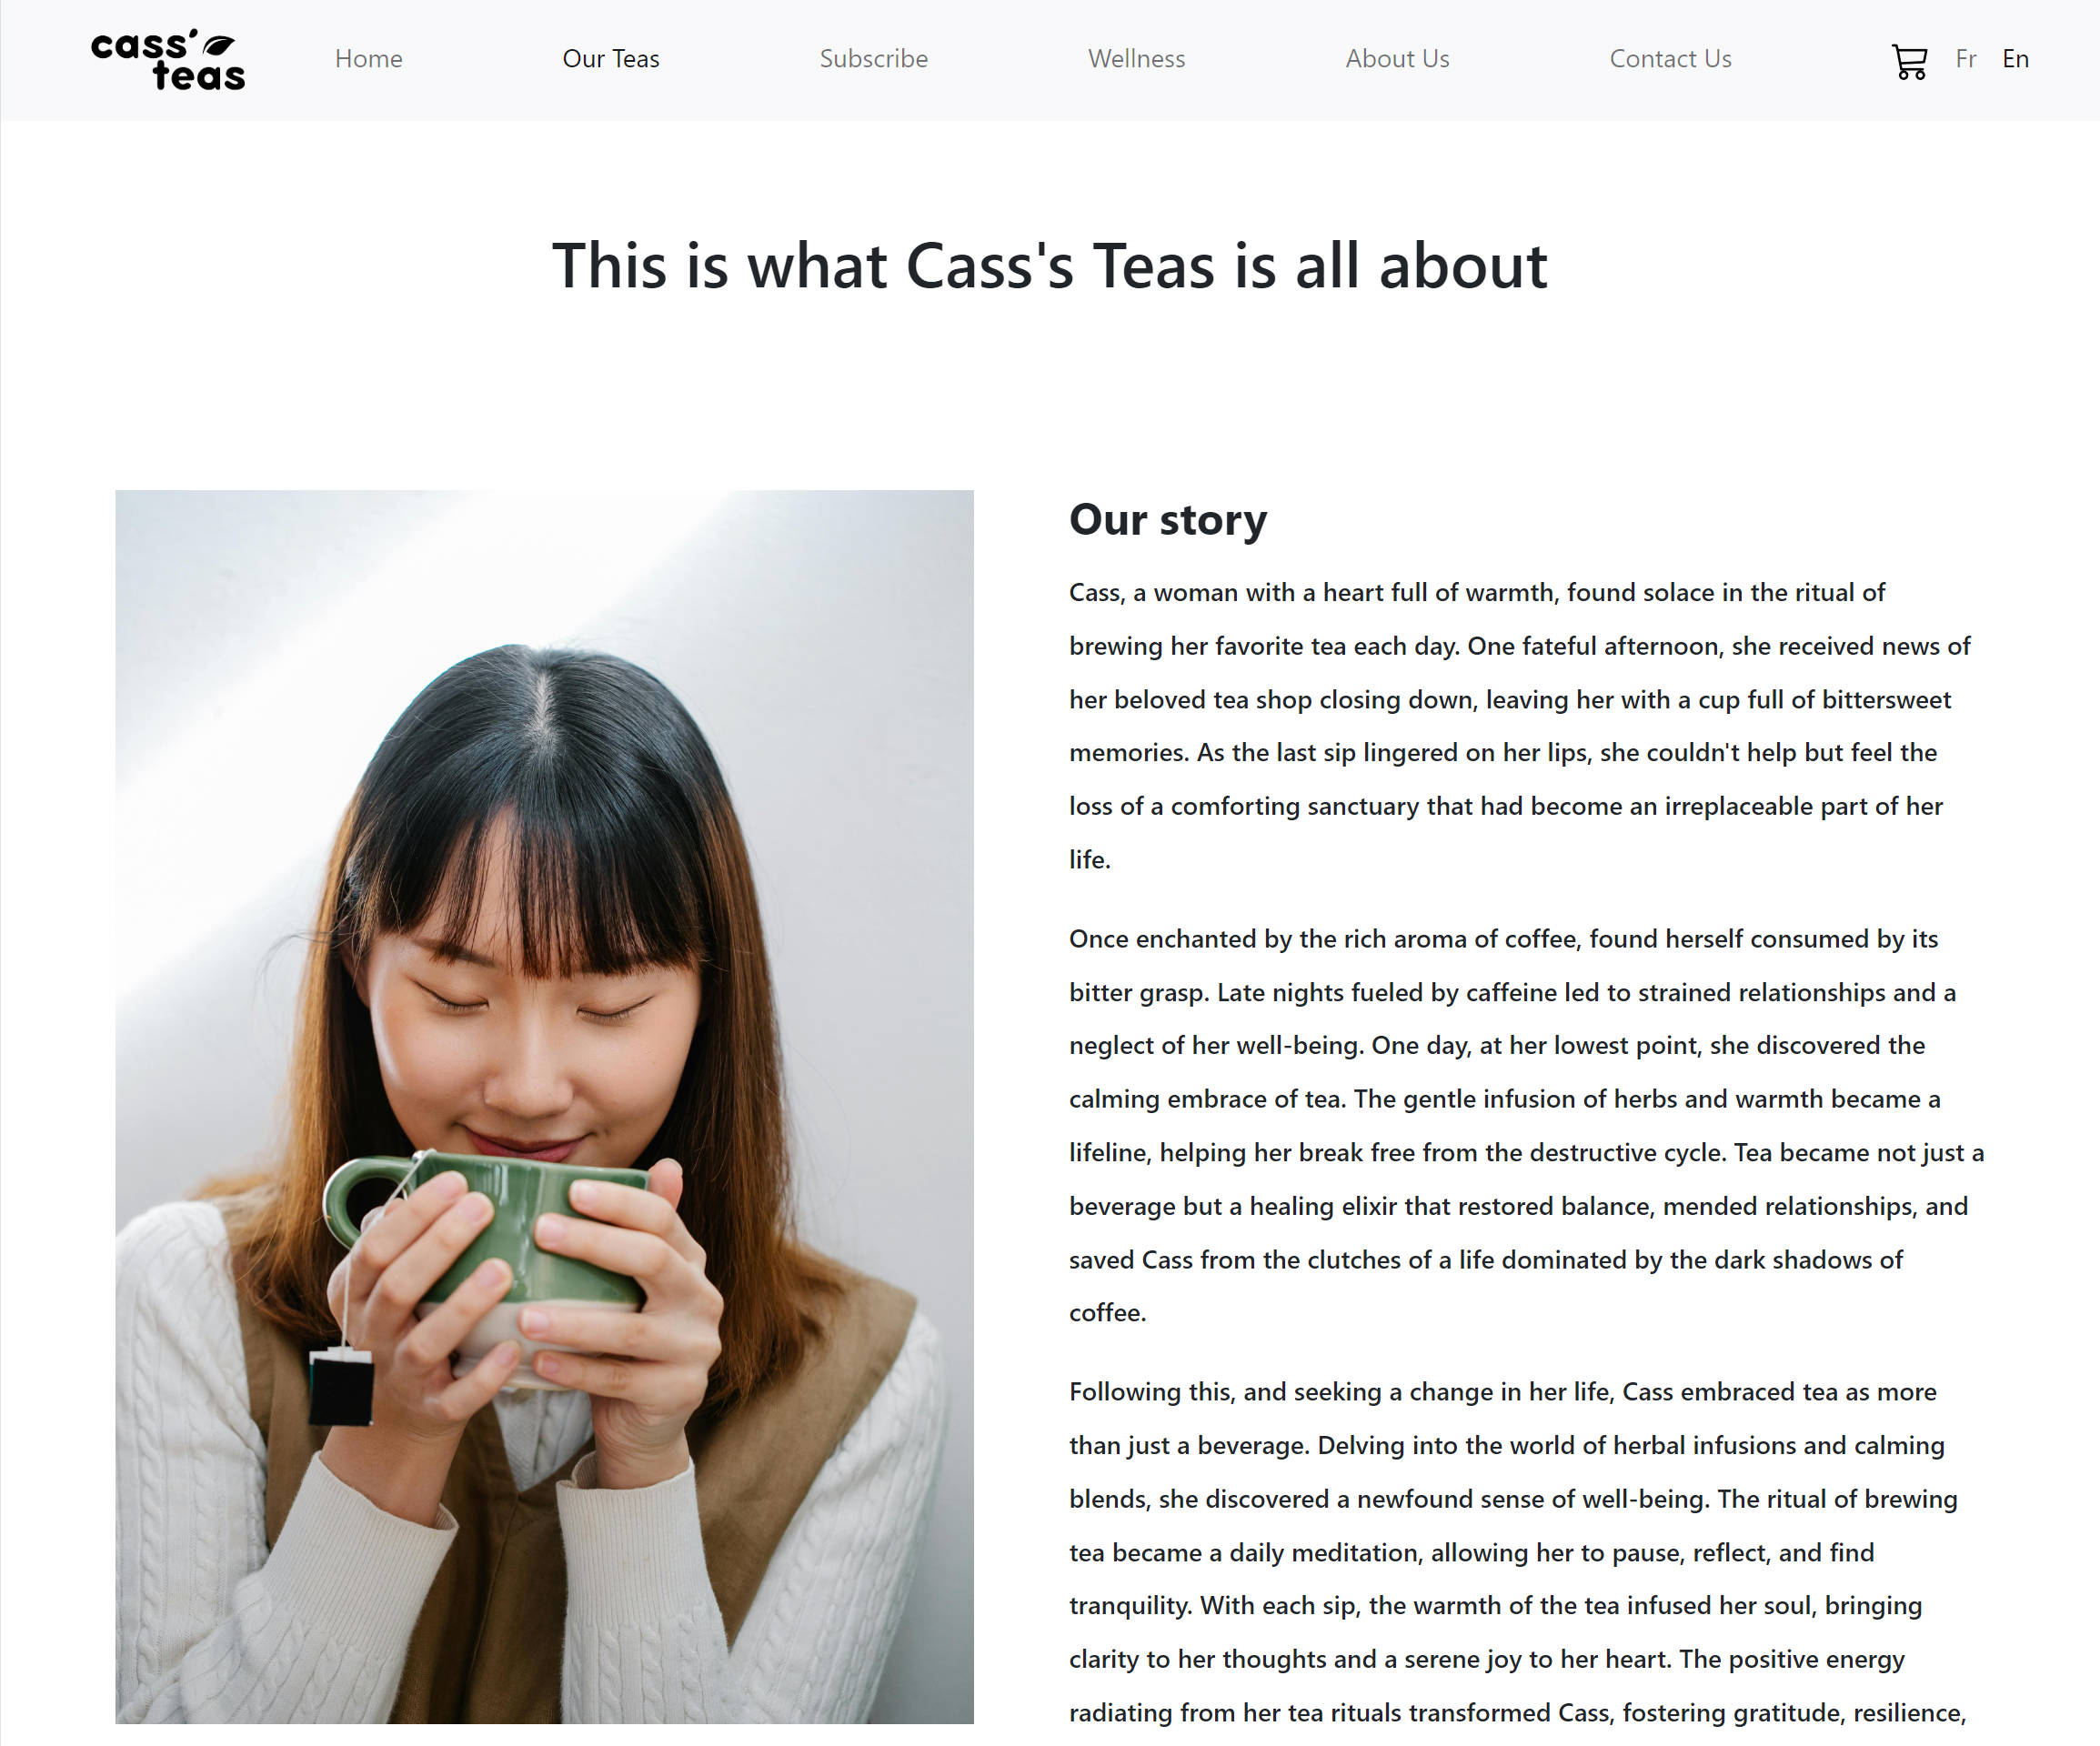 cass'
teas
Home
Our Teas
Subscribe
Wellness
About Us
Contact Us
Fr
En
This is what Cass's Teas is all about
Our story
Cass, a woman with a heart full of warmth, found solace in the ritual of
brewing her favorite tea each day. One fateful afternoon, she received news of
her beloved tea shop closing down, leaving her with a cup full of bittersweet
memories. As the last sip lingered on her lips, she couldn't help but feel the
loss of a comforting sanctuary that had become an irreplaceable part of her
life.
Once enchanted by the rich aroma of coffee, found herself consumed by its
bitter grasp. Late nights fueled by caffeine led to strained relationships and a
neglect of her well-being. One day, at her lowest point, she discovered the
calming embrace of tea. The gentle infusion of herbs and warmth became a
lifeline, helping her break free from the destructive cycle. Tea became not just a
beverage but a healing elixir that restored balance, mended relationships, and
saved Cass from the clutches of a life dominated by the dark shadows of
coffee.
Following this, and seeking a change in her life, Cass embraced tea as more
than just a beverage. Delving into the world of herbal infusions and calming
blends, she discovered a newfound sense of well-being. The ritual of brewing
tea became a daily meditation, allowing her to pause, reflect, and find
tranquility. With each sip, the warmth of the tea infused her soul, bringing
clarity to her thoughts and a serene joy to her heart. The positive energy
radiating from her tea rituals transformed Cass, fostering gratitude, resilience,